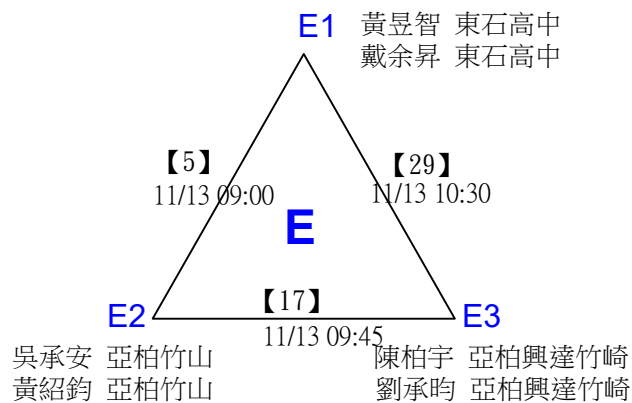 E1 黃昱智 東石高中
戴余昇 東石高中
【5】 【29】
11/13 09:00 11/13 10:30
E
E2 【17】 E3
11/13 09:45
吳承安 亞柏竹山 陳柏宇 亞柏興達竹崎
黃紹鈞 亞柏竹山 劉承昀 亞柏興達竹崎